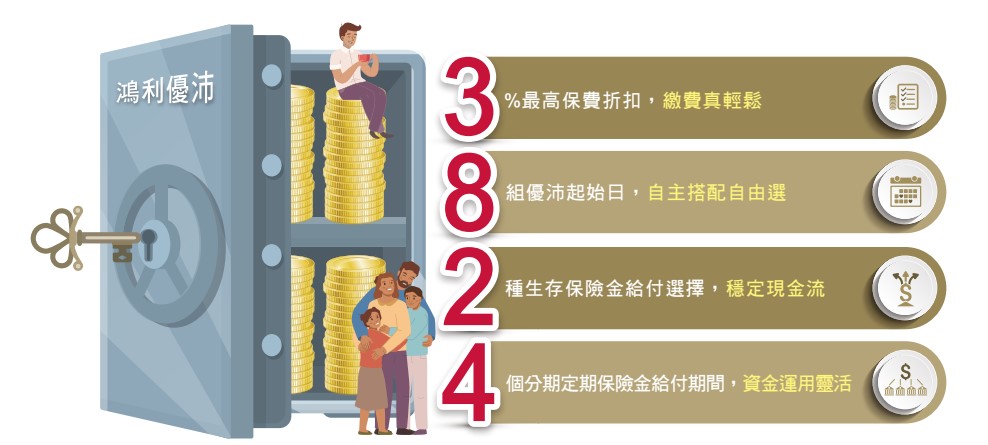 鴻利優沛
3%最高保費折扣，繳費真輕鬆
8組優沛起始日，自主搭配自由選
2種生存保險金給付選擇，穩定現金流
4個分期定期保險金給付期間，資金運用靈活
$
$